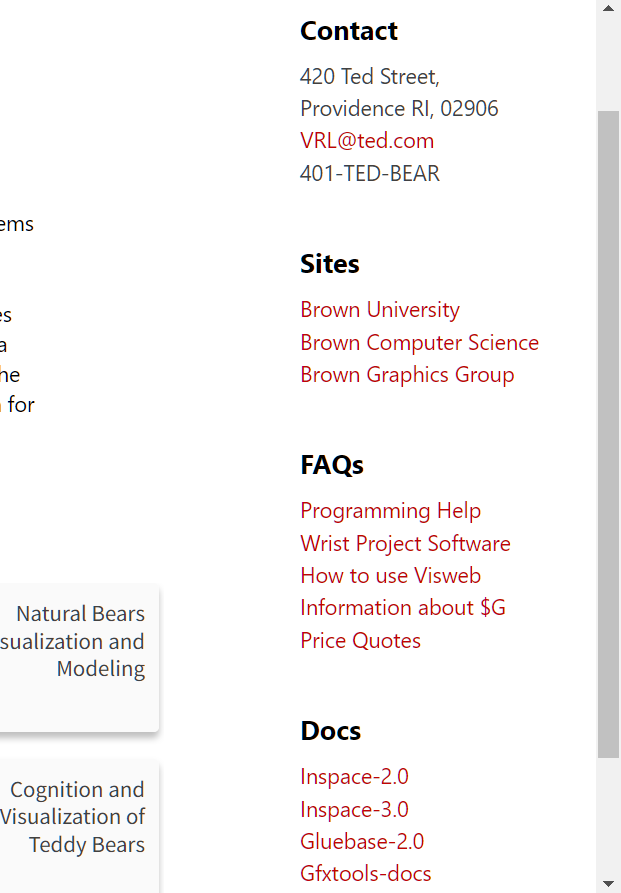 Contact
420 Ted Street,
Providence RI, 02906
VRL@ted.com
401-TED-BEAR
ems
es
a
he
for
Sites
Brown University
Brown Computer Science
Brown Graphics Group
FAQs
Programming Help
Wrist Project Software
How to use Visweb
Information about $G
Price Quotes
Natural Bears
sualization and
Modeling
Docs
Inspace-2.0
Inspace-3.0
Gluebase-2.0
Gfxtools-docs
Cognition and
Visualization of
Teddy Bears